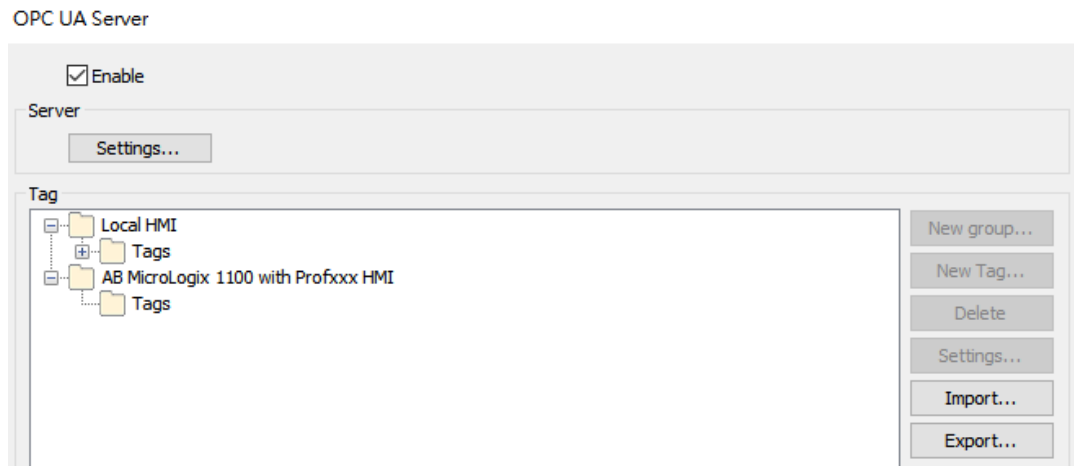 OPC UA Server
Enable
Server
Settings...
Tag
Local HMI
Tags
AB MicroLogix 1100 with Profxxx HMI
Tags
New group...
New Tag...
Delete
Settings...
Import...
Export...